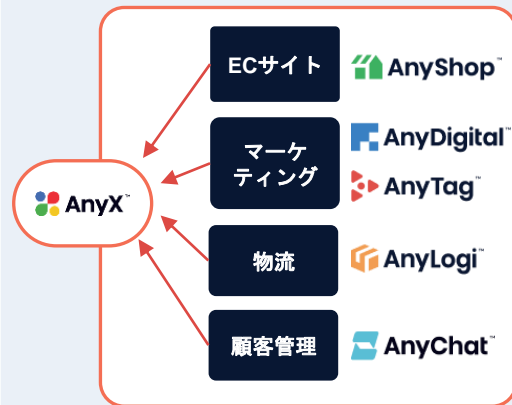 ECサイト
AnyShop™
マーケ
ティング
AnyDigital™
AnyTag™
AnyX™
物流
AnyLogi™
顧客管理
AnyChat™